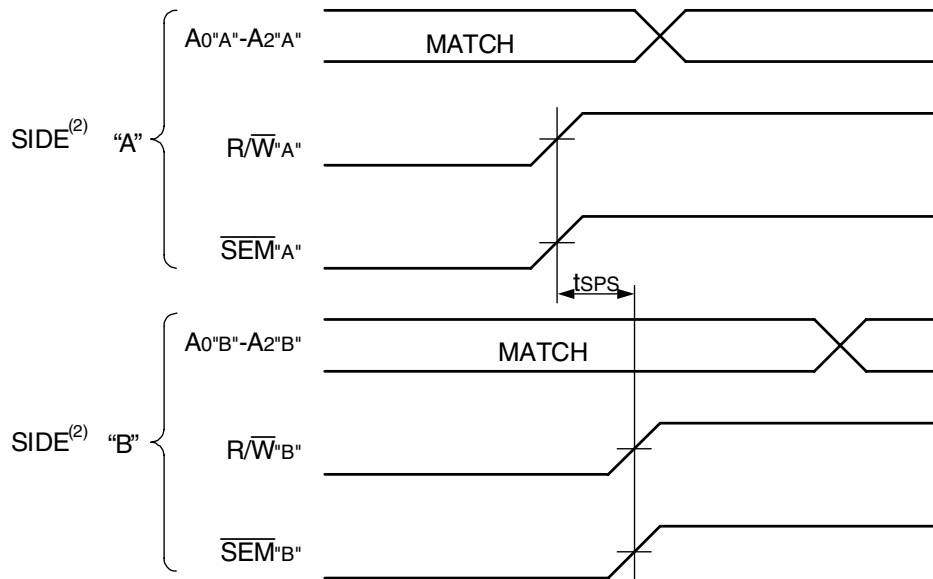 A0"A"-A2"A"
MATCH
SIDE(2) “A”
R/W"A"
SEM"A"
tSPS
A0"B"-A2"B"
MATCH
SIDE(2) “B”
R/W"B"
SEM"B"